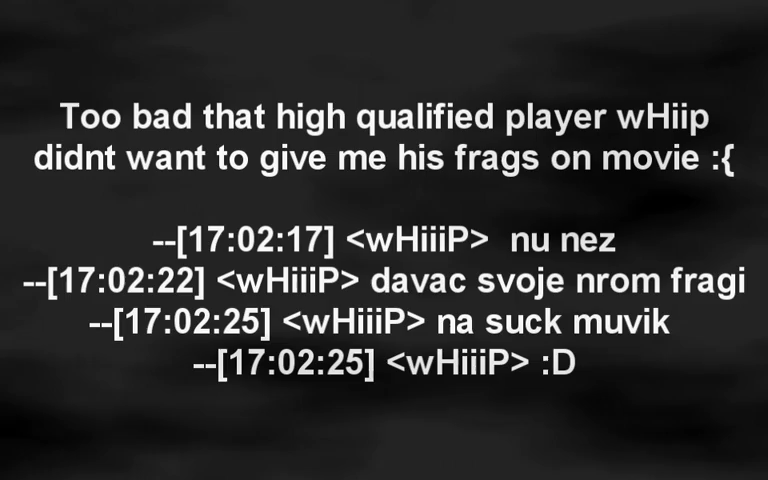 Too bad that high qualified player wHiip
didnt want to give me his frags on movie :{
--[17:02:17] <wHiiiP>  nu nez
--[17:02:22] <wHiiiP> davac svoje nrom fragi
--[17:02:25] <wHiiiP> na suck muvik
--[17:02:25] <wHiiiP> :D